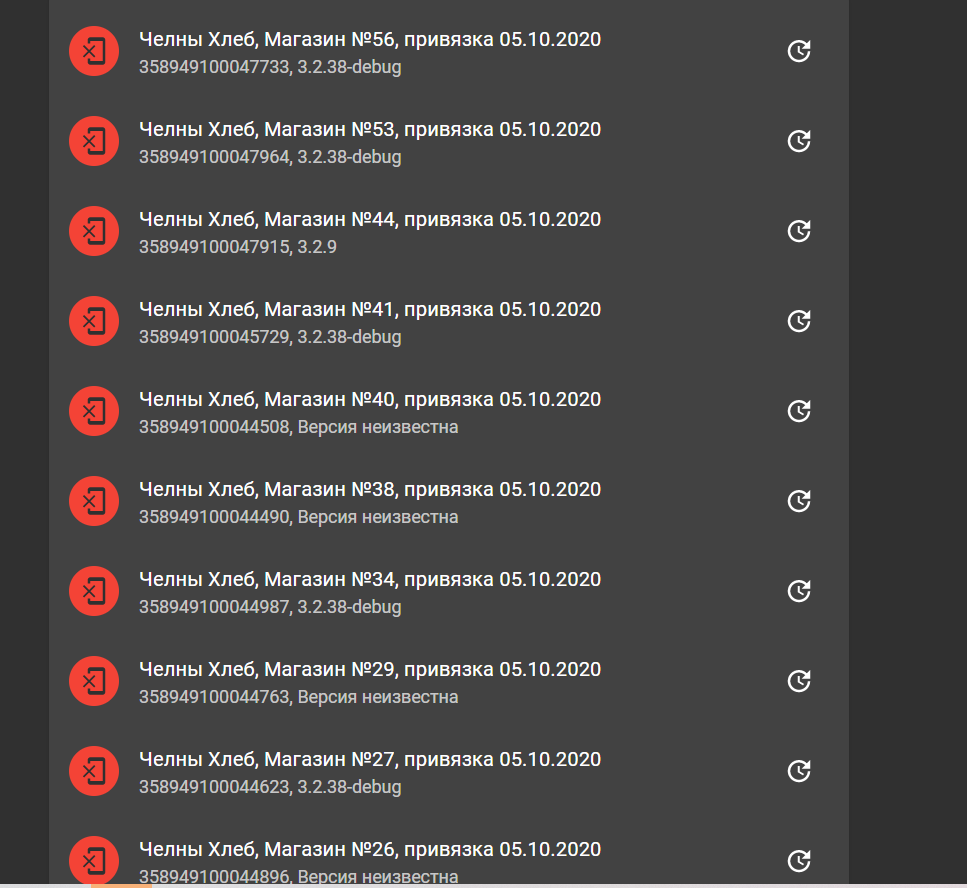 Челны Хлеб, Магазин №56, привязка 05.10.2020
358949100047733, 3.2.38-debug
Челны Хлеб, Магазин №53, привязка 05.10.2020
358949100047964, 3.2.38-debug
Челны Хлеб, Магазин №44, привязка 05.10.2020
358949100047915, 3.2.9
Челны Хлеб, Магазин №41, привязка 05.10.2020
358949100045729, 3.2.38-debug
Челны Хлеб, Магазин №40, привязка 05.10.2020
358949100044508, Версия неизвестна
Челны Хлеб, Магазин №38, привязка 05.10.2020
358949100044490, Версия неизвестна
Челны Хлеб, Магазин №34, привязка 05.10.2020
358949100044987, 3.2.38-debug
Челны Хлеб, Магазин №29, привязка 05.10.2020
358949100044763, Версия неизвестна
Челны Хлеб, Магазин №27, привязка 05.10.2020
358949100044623, 3.2.38-debug
Челны Хлеб, Магазин №26, привязка 05.10.2020
358949100044896, Версия неизвестна